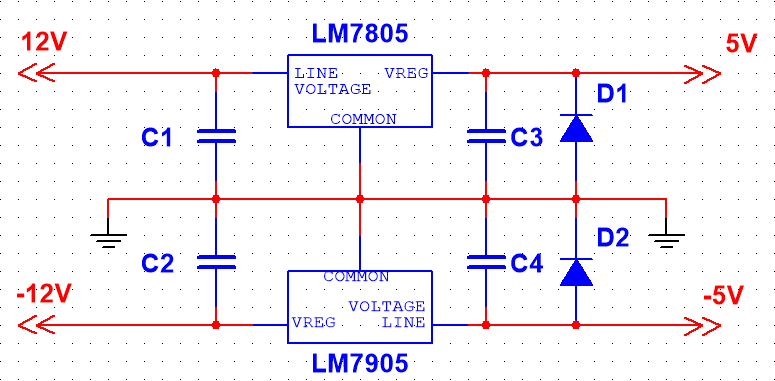 LM7805
12V
5V
LINE VREG
VOLTAGE
D1
COMMON
C1
C3
D2
C2
C4
COMMON
-12V
-5V
VOLTAGE
VREG LINE
LM7905